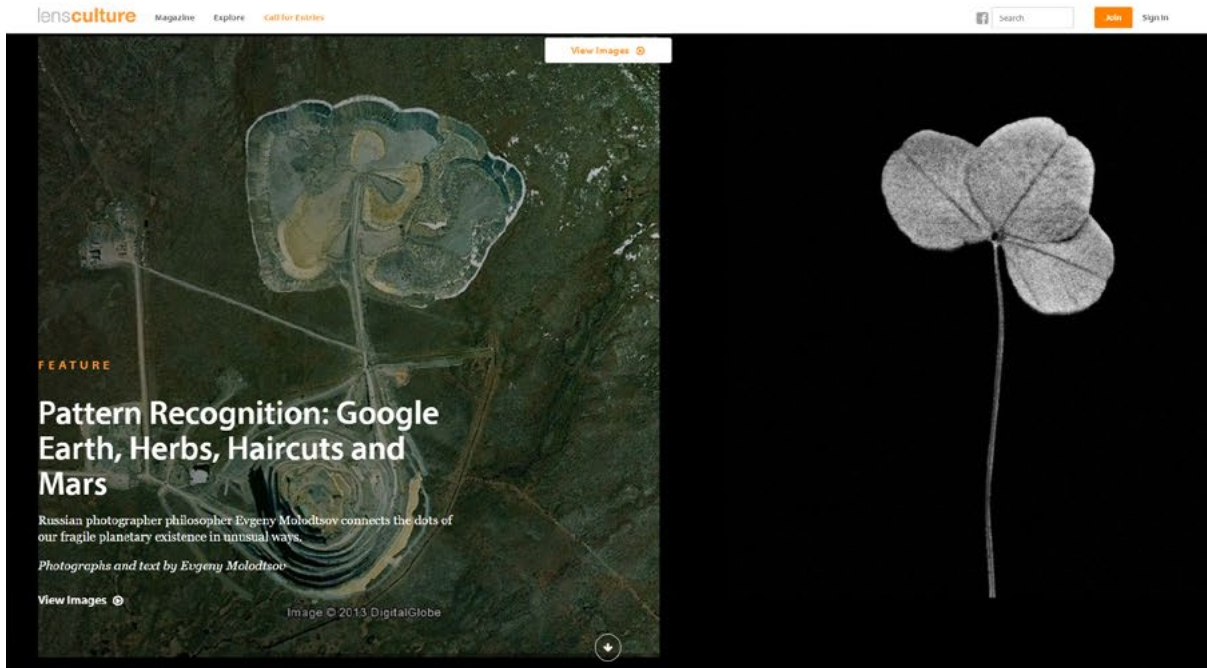 lensculture Magazine Explore Call for Entries Search Join Sign In
View Images
FEATURE
Pattern Recognition: Google
Earth, Herbs, Haircuts and
Mars
Russian photographer philosopher Evgeny Molodtsov connects the dots of
our fragile planetary existence in unusual ways.
Photographs and text by Evgeny Molodtsov
View Images
Image © 2013 DigitalGlobe